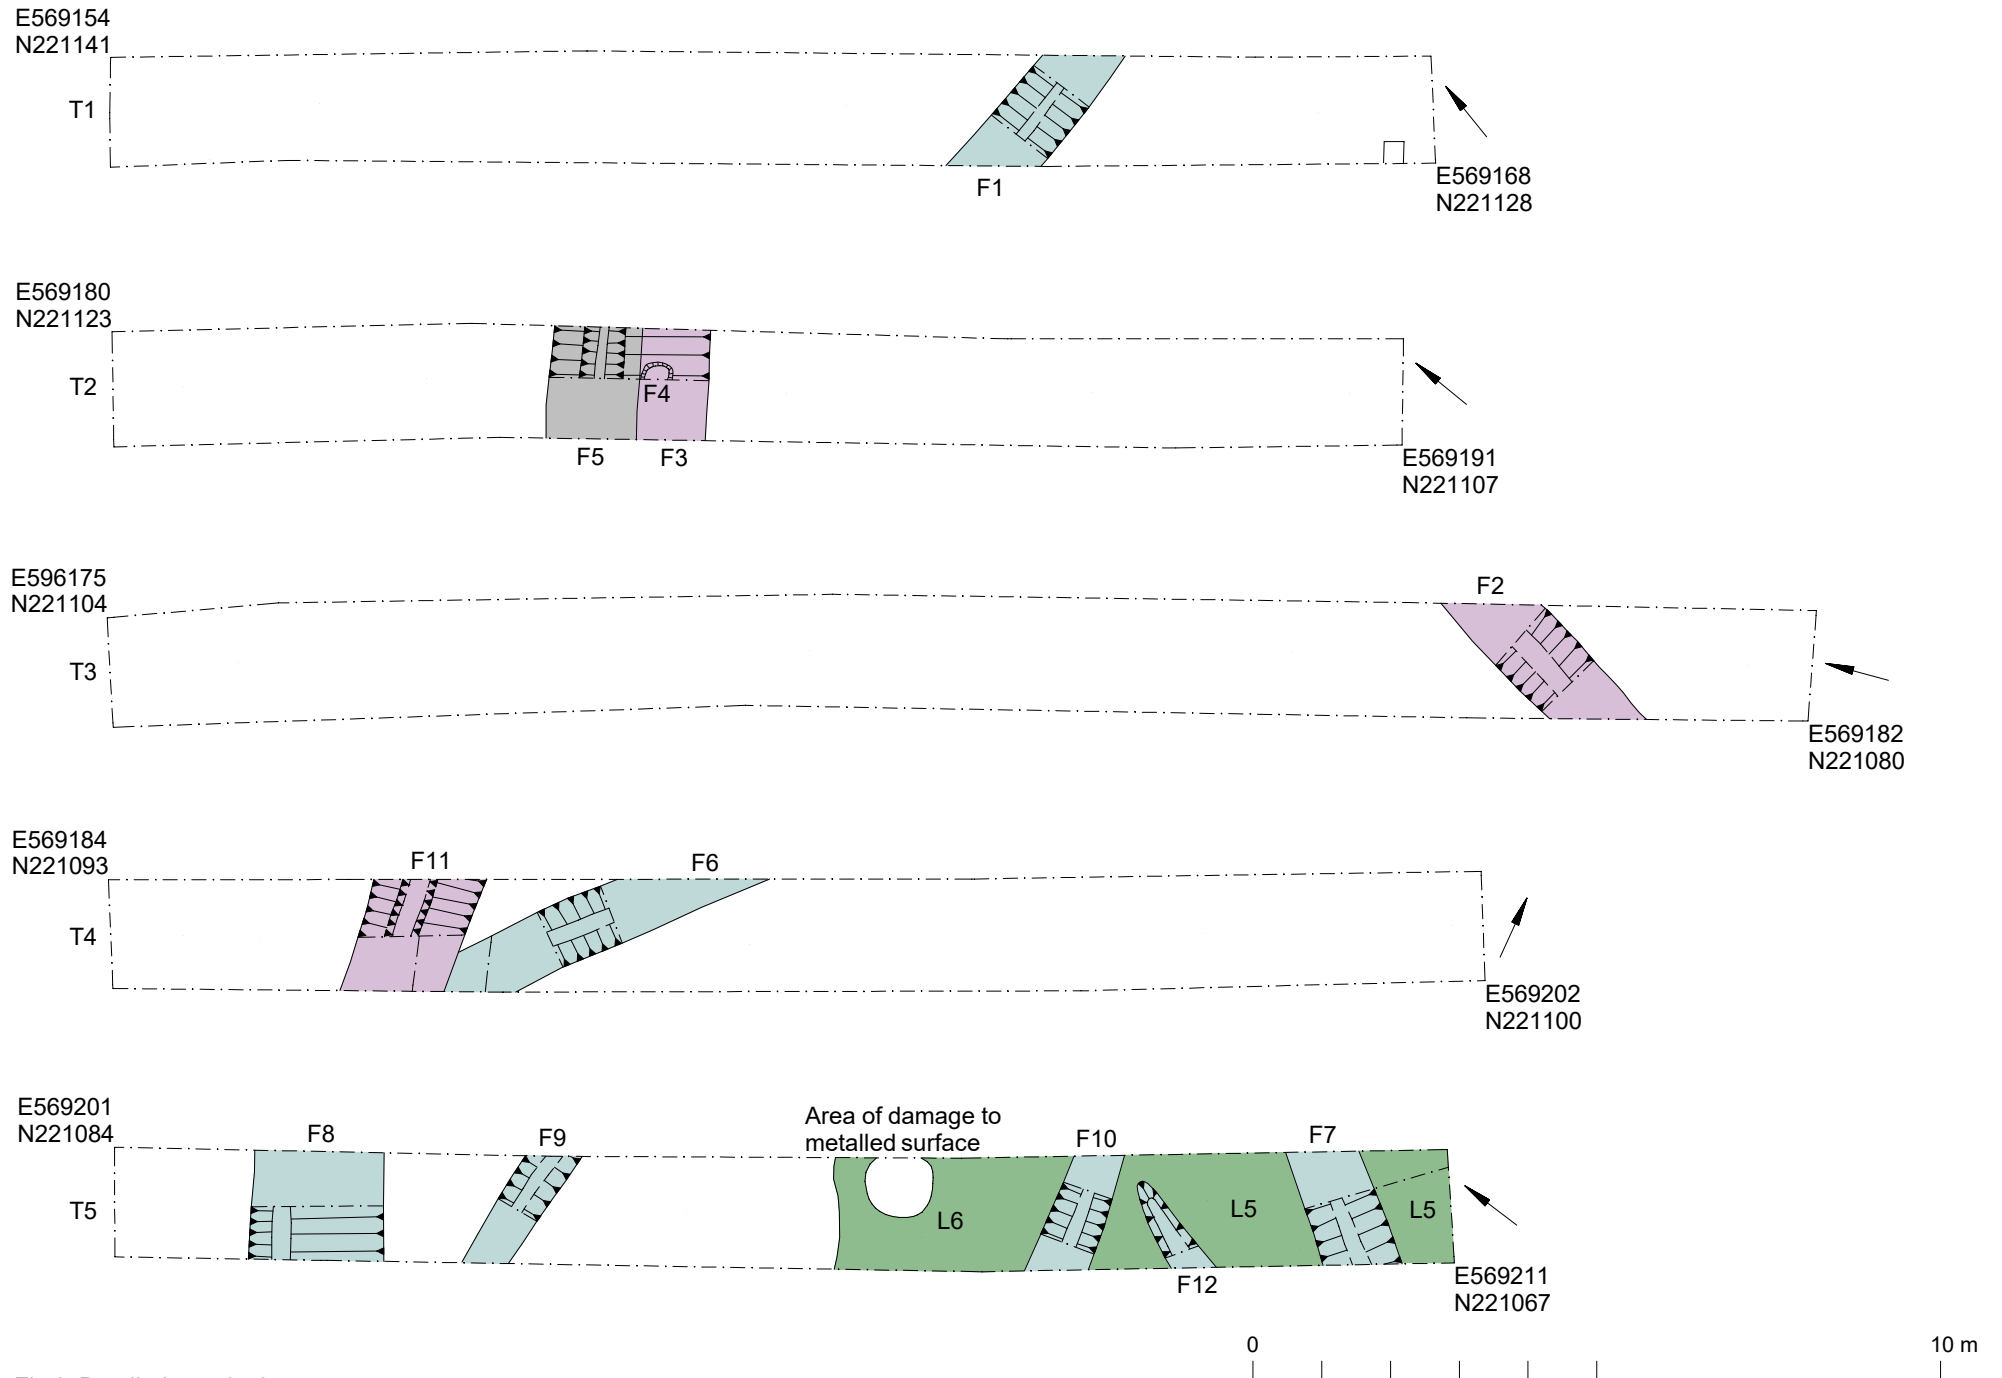 E569154
N221141
T1
F1
E569168
N221128
E569180
N221123
T2
F4
F5 F3
E569191
N221107
E596175
N221104
F2
T3
E569182
N221080
E569184
N221093
F11 F6
T4
E569202
N221100
E569201
N221084
Area of damage to
metalled surface
F8 F9 F10 F7
T5
L6 L5 L5
F12
E569211
N221067
0 10 m